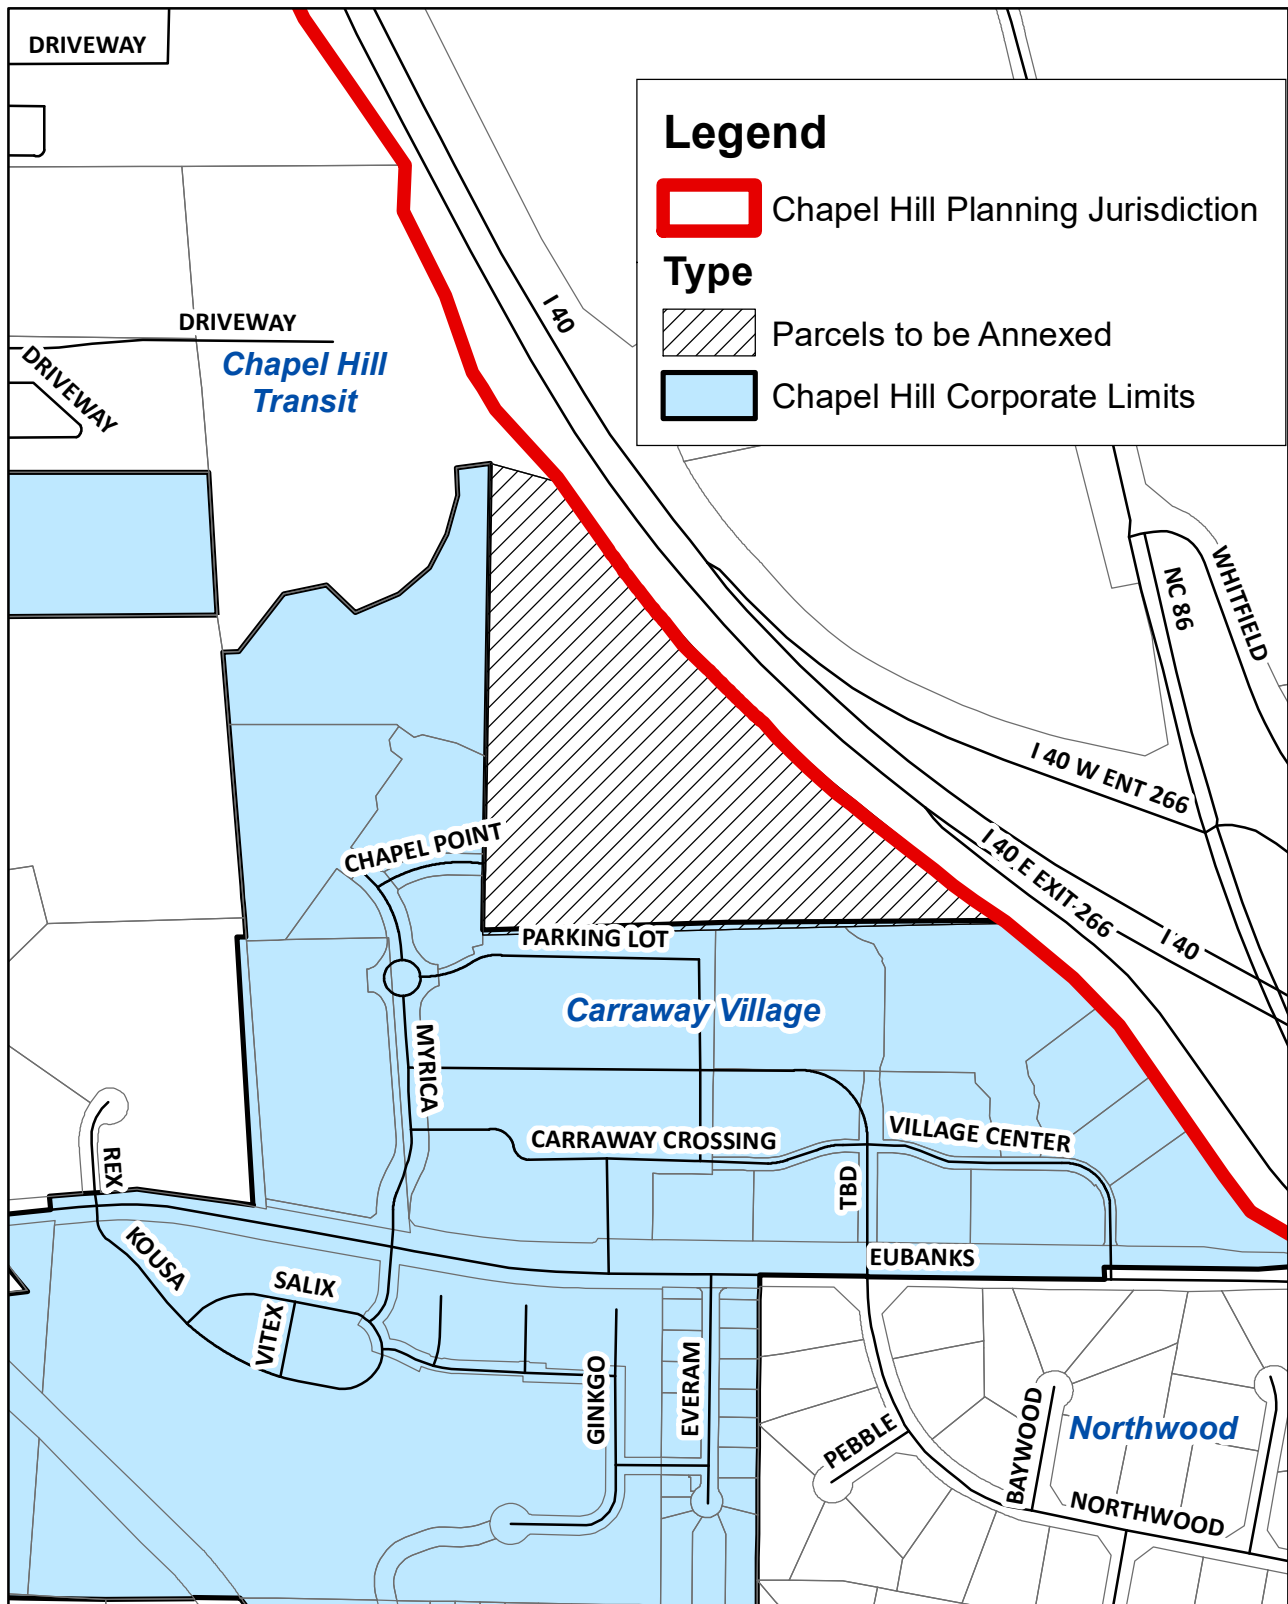 DRIVEWAY
Legend
Chapel Hill Planning Jurisdiction
Type
Parcels to be Annexed
Chapel Hill Corporate Limits
I 40
DRIVEWAY
DRIVEWAY
Chapel Hill
Transit
NC 86
WHITFIELD
I 40 W ENT 266
I 40 E EXIT 266
I 40
CHAPEL POINT
PARKING LOT
Carraway Village
MYRICA
CARRAWAY CROSSING
VILLAGE CENTER
TBD
REX
KOUSA
SALIX
VITEX
EUBANKS
GINKGO
EVERAM
PEBBLE
BAYWOOD
Northwood
NORTHWOOD